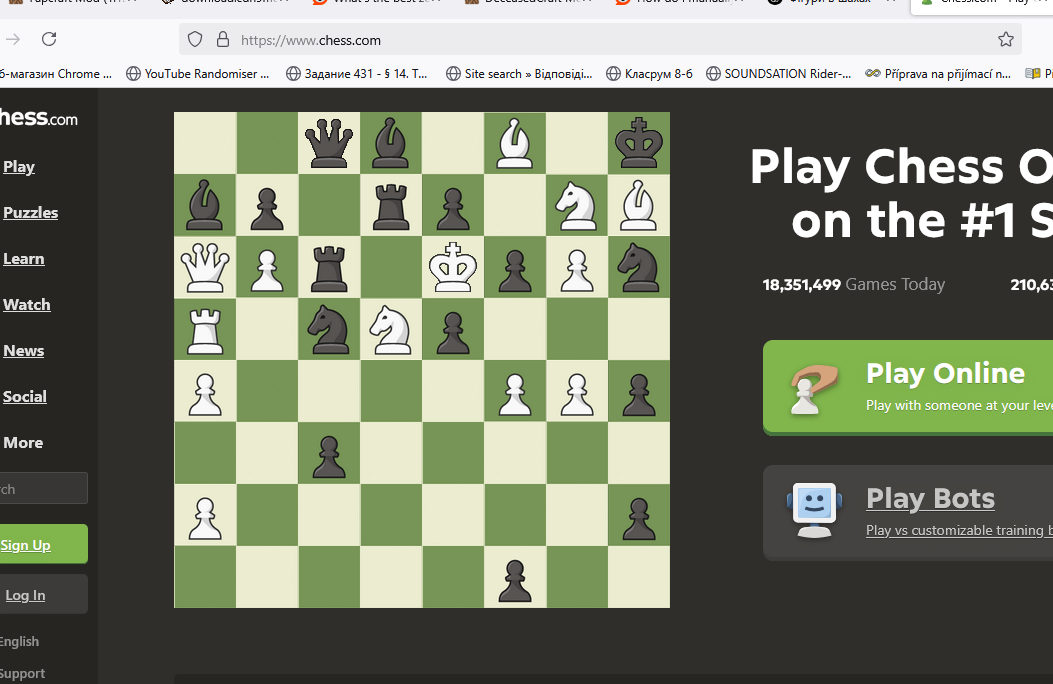 https://www.chess.com
б-магазин Chrome ...
YouTube Randomiser ...
Задание 431 - § 14. Т...
Site search » Відповіді...
Класрум 8-б
SOUNDSATION Rider-...
Příprava na přijímací n...
hess.com
Play
Puzzles
Learn
Watch
News
Social
More
rch
Sign Up
Log In
English
Support
Play Chess O
on the #1 S
18,351,499 Games Today
210,63
Play Online
Play with someone at your leve
Play Bots
Play vs customizable training b